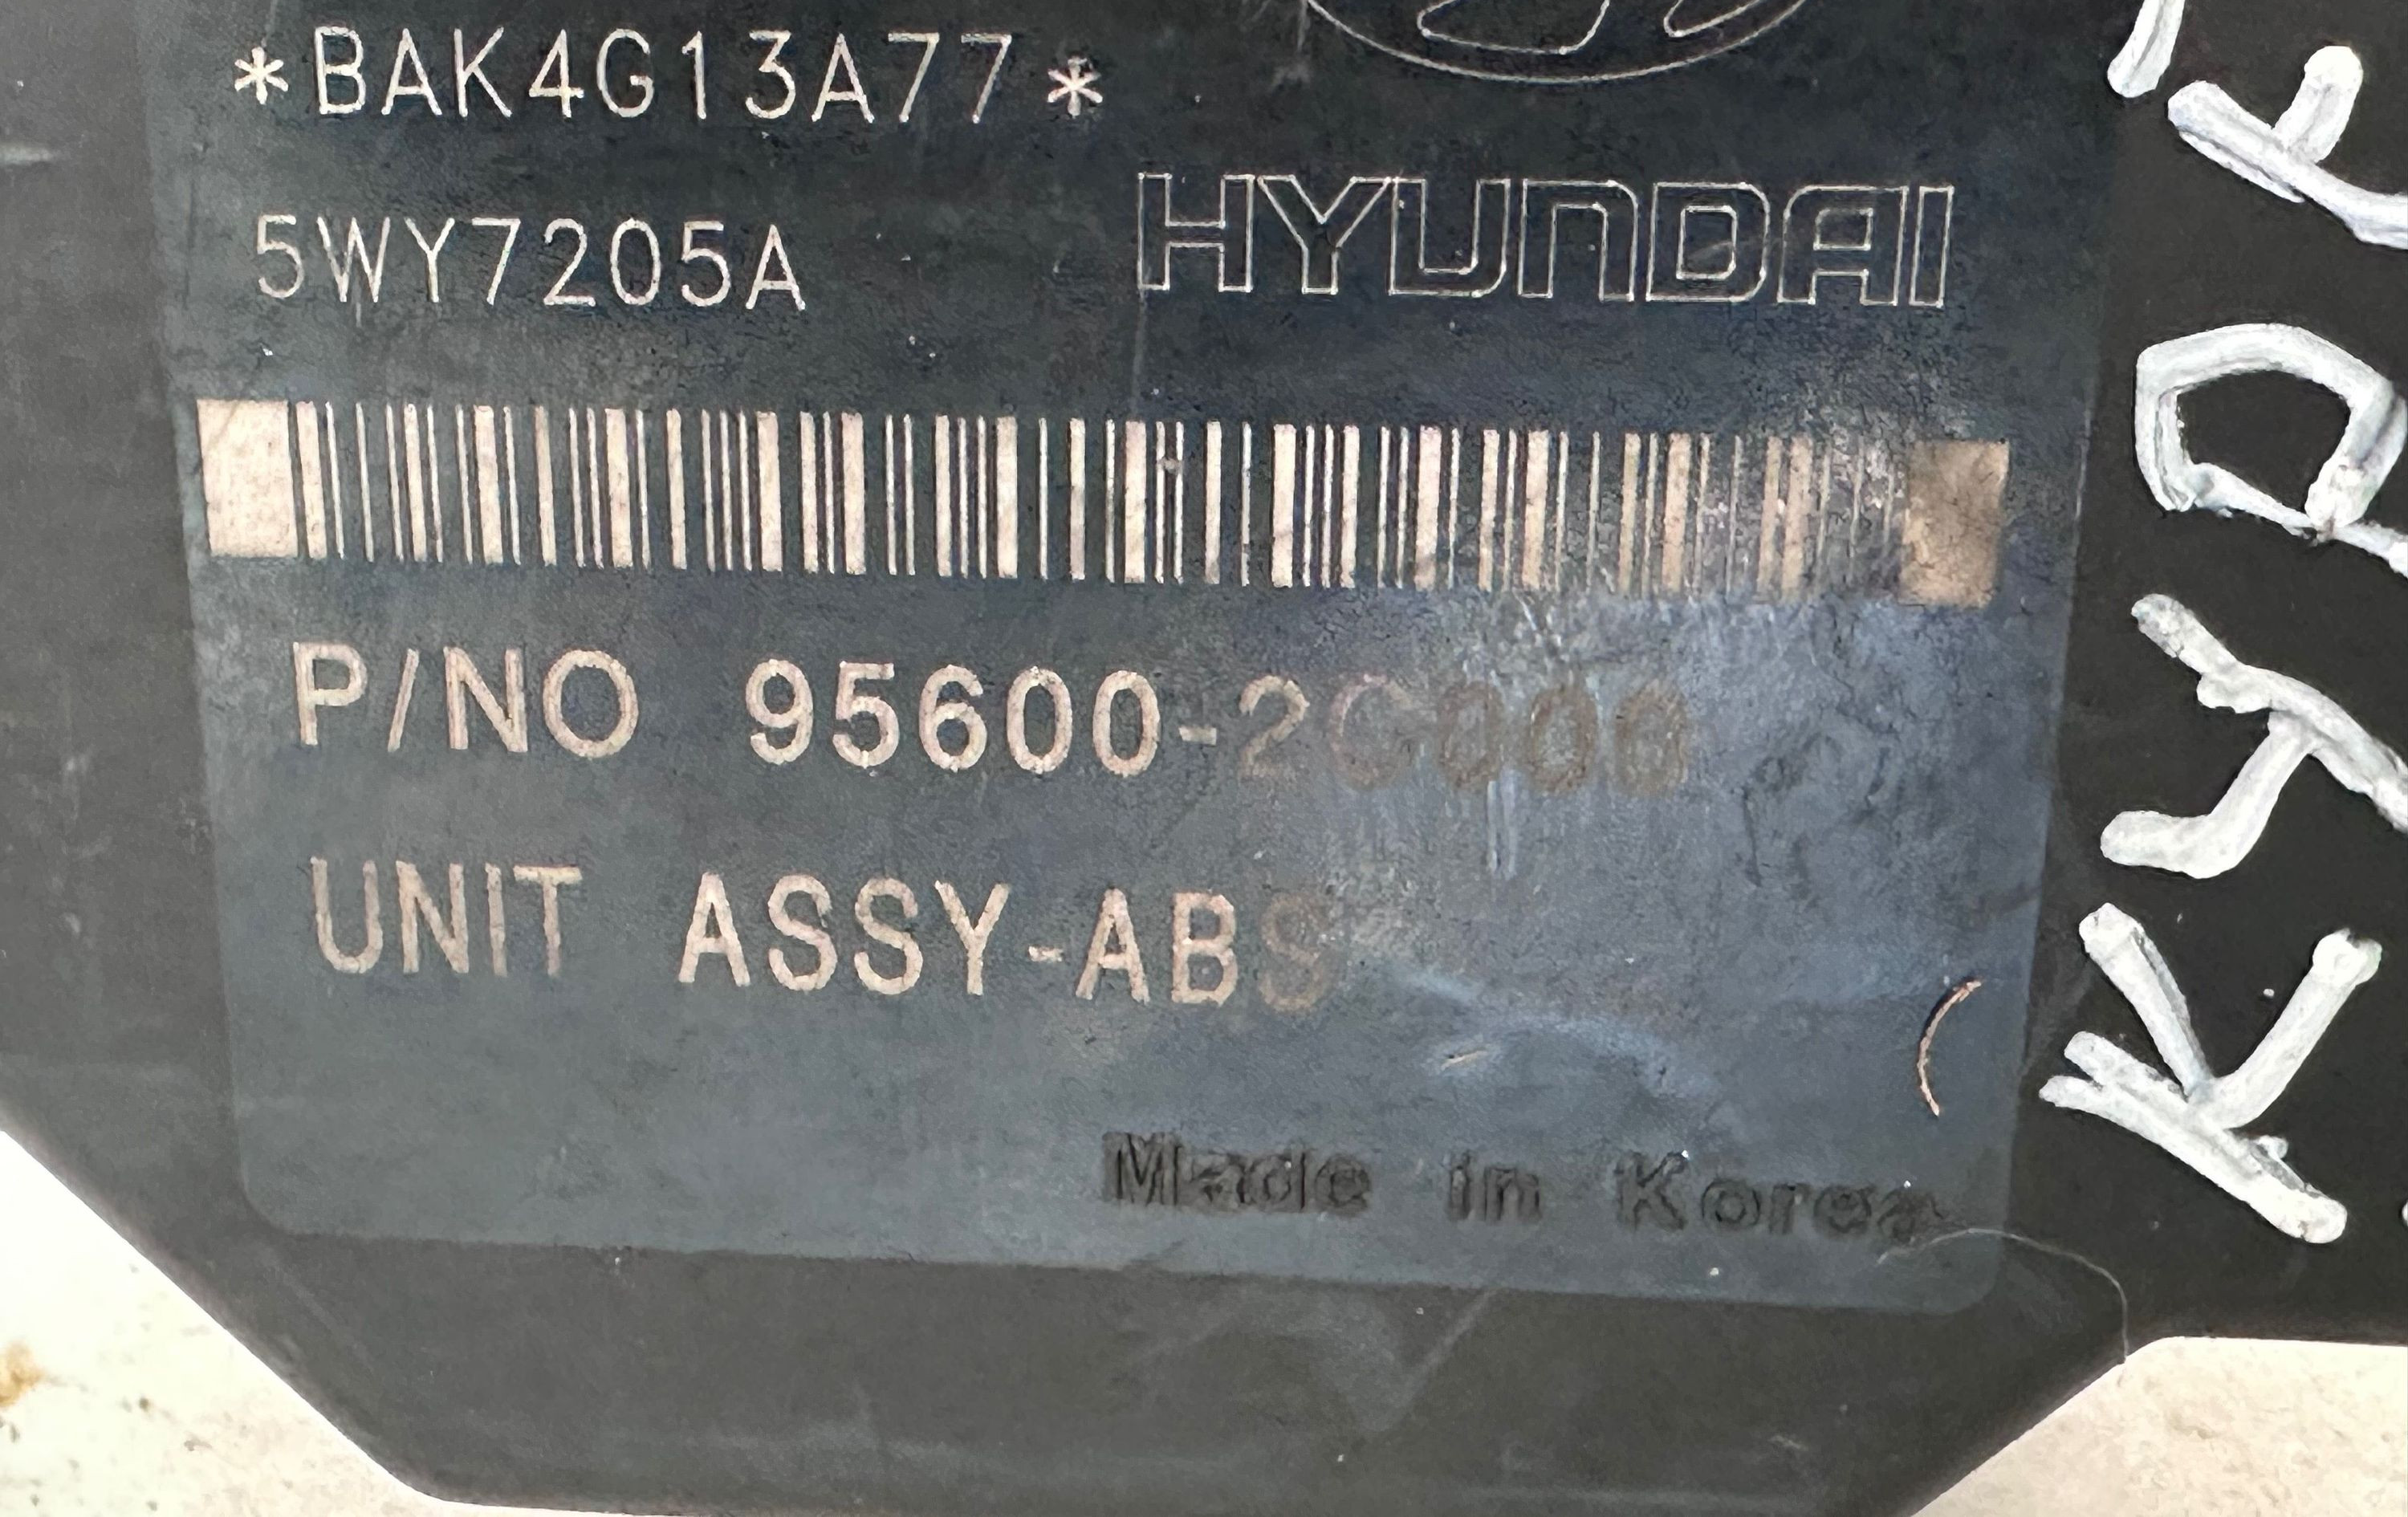 *BAK4G13A77*
5WY7205A
HYUNDAI
P/NO 95600-2C000
UNIT ASSY-ABS
Made in Korea